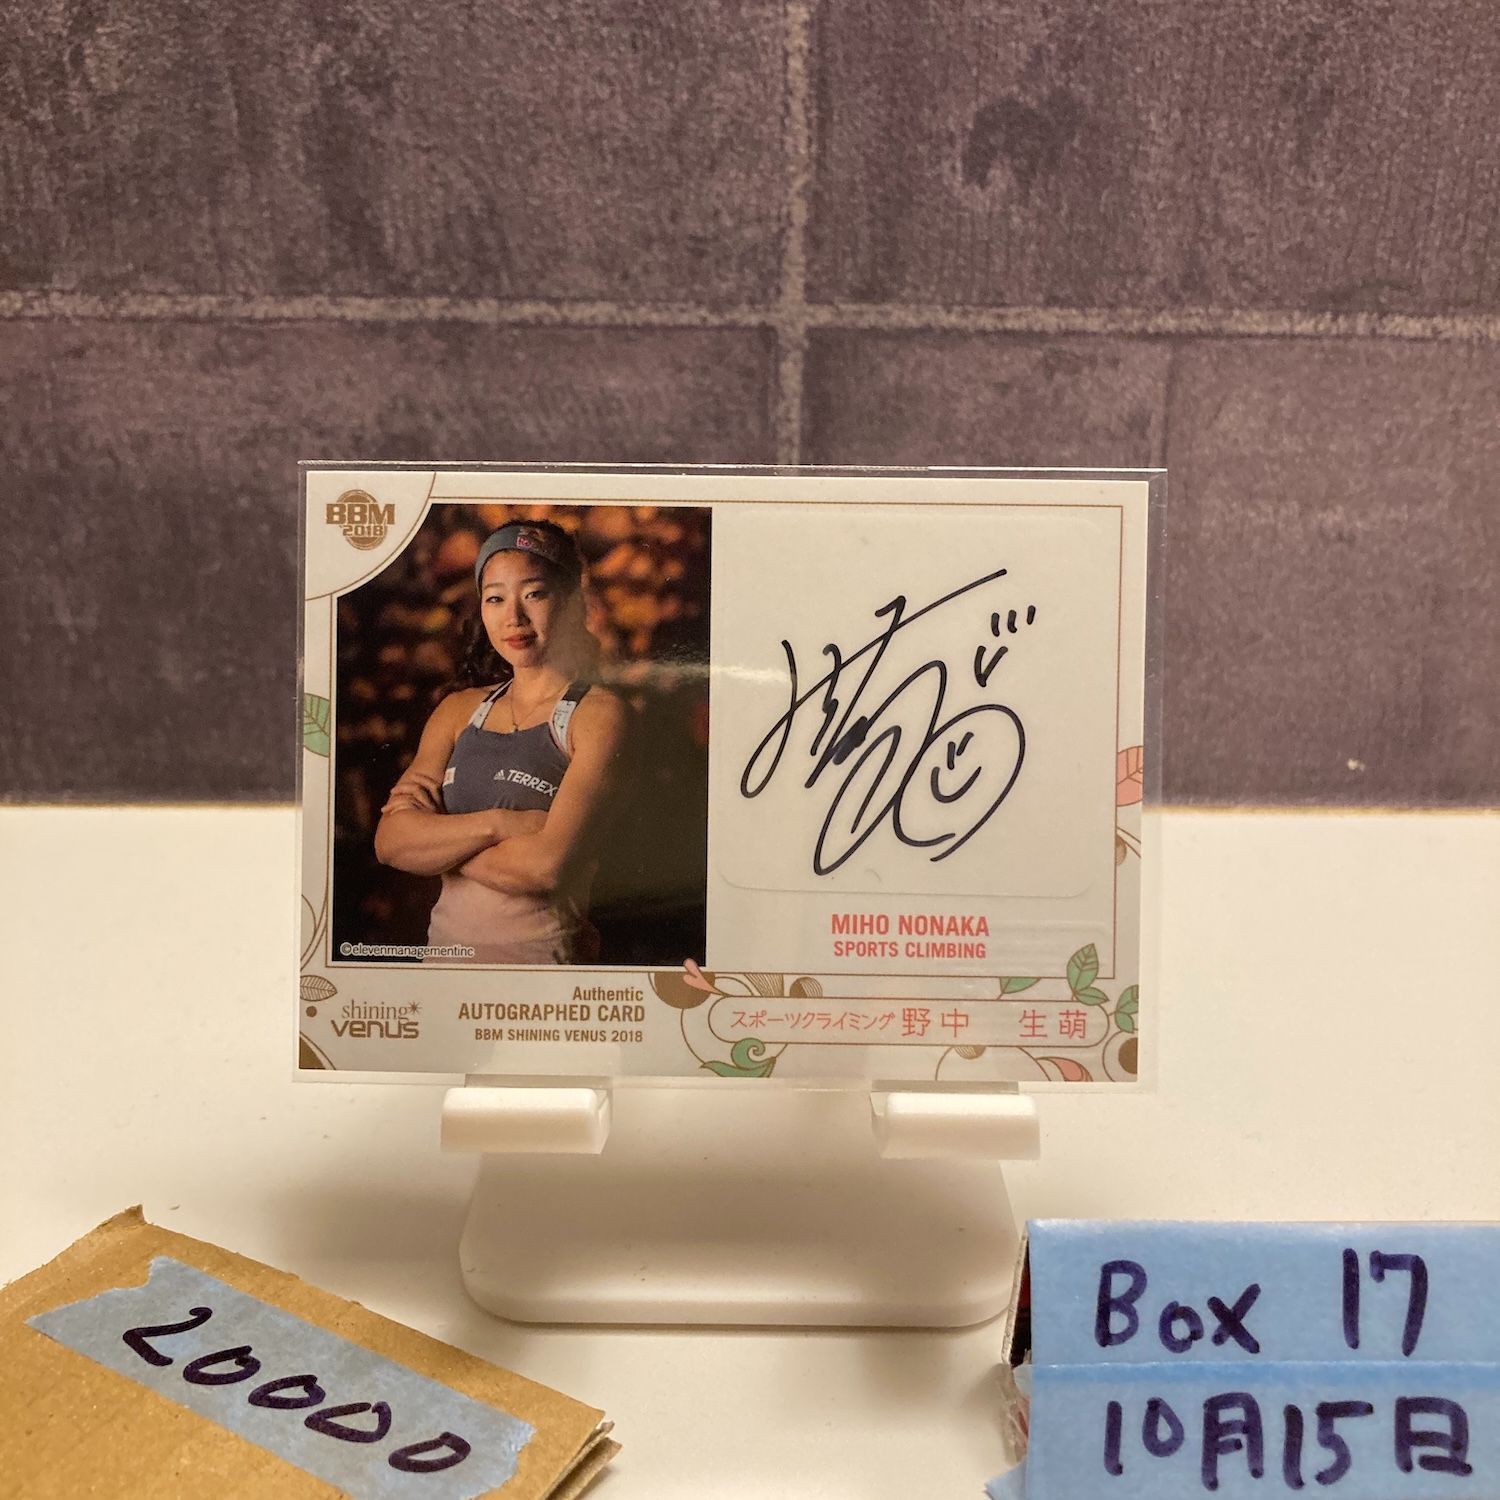 BBM
2018
TERREX
©elevenmanagementinc
MIHO NONAKA
SPORTS CLIMBING
shining
venus
Authentic
AUTOGRAPHED CARD
BBM SHINING VENUS 2018
スポーツクライミング 野中 生萌
20000
Box 17
10月15日